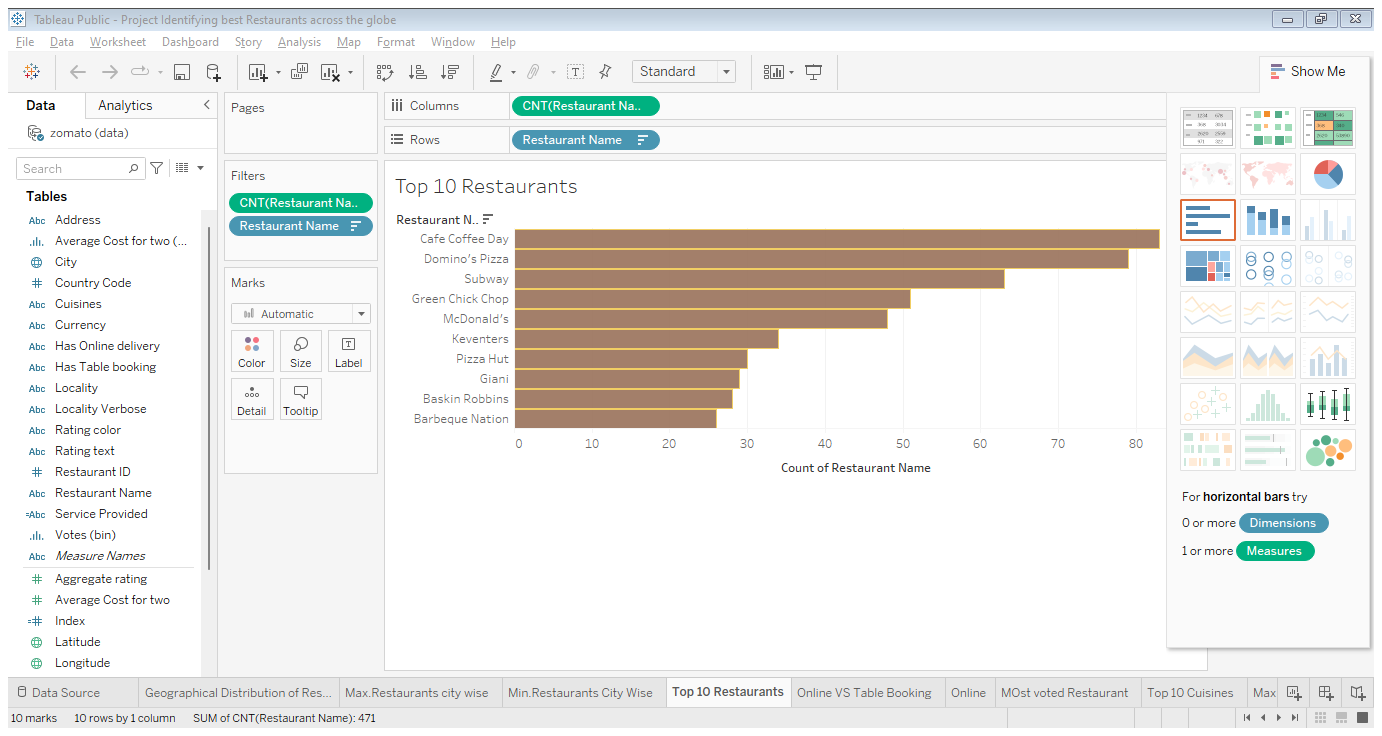 Tableau Public - Project Identifying best Restaurants across the globe
File Data Worksheet Dashboard Story Analysis Map Format Window Help
Standard
Show Me
Data Analytics
zomato (data)
Search
Tables
Abc Address
Average Cost for two (...
City
Country Code
Abc Cuisines
Abc Currency
Abc Has Online delivery
Abc Has Table booking
Abc Locality
Abc Locality Verbose
Abc Rating color
Abc Rating text
Restaurant ID
Abc Restaurant Name
=Abc Service Provided
Votes (bin)
Abc Measure Names
# Aggregate rating
# Average Cost for two
=# Index
Latitude
Longitude
Pages
Filters
CNT(Restaurant Na..
Restaurant Name
Marks
Automatic
Color Size Label
Detail Tooltip
Columns CNT(Restaurant Na..
Rows Restaurant Name
Top 10 Restaurants
Restaurant N..
Cafe Coffee Day
Domino's Pizza
Subway
Green Chick Chop
McDonald's
Keventers
Pizza Hut
Giani
Baskin Robbins
Barbeque Nation
0 10 20 30 40 50 60 70 80
Count of Restaurant Name
For horizontal bars try
0 or more Dimensions
1 or more Measures
Data Source Geographical Distribution of Res... Max.Restaurants city wise Min.Restaurants City Wise Top 10 Restaurants Online VS Table Booking Online MOst voted Restaurant Top 10 Cuisines Max
10 marks 10 rows by 1 column SUM of CNT(Restaurant Name): 471